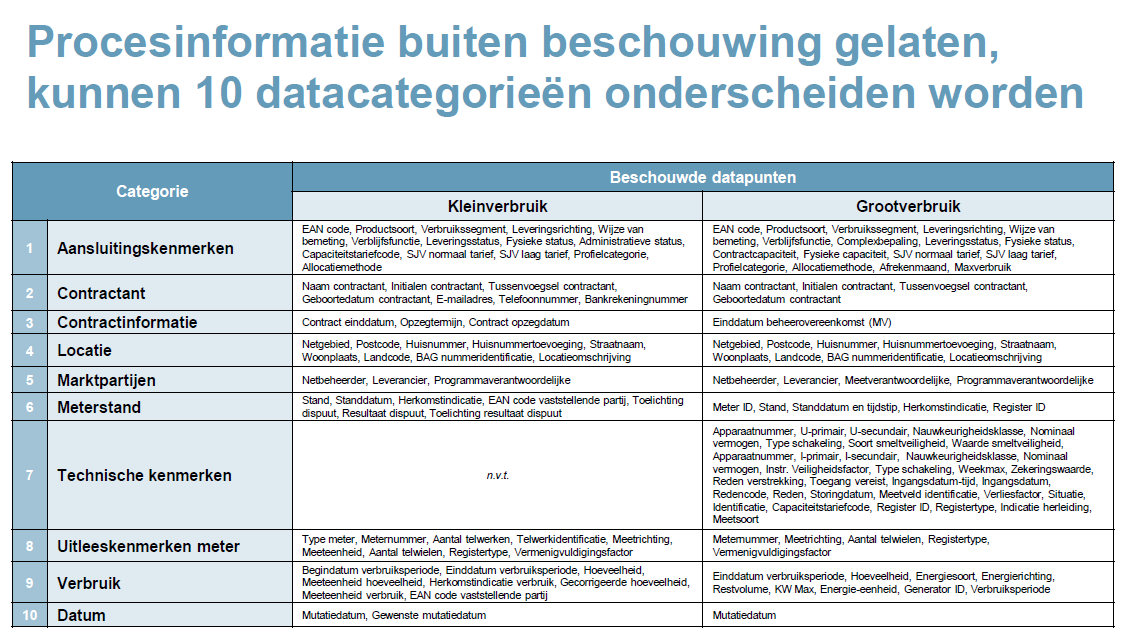 Procesinformatie buiten beschouwing gelaten,
kunnen 10 datacategorieën onderscheiden worden
Categorie
Beschouwde datapunten
Kleinverbruik
Grootverbruik
1
Aansluitingskenmerken
EAN code, Productsoort, Verbruikssegment, Leveringsrichting, Wijze van
bemeting, Verblijfsfunctie, Leveringsstatus, Fysieke status, Administratieve status,
Capaciteitstariefcode, SJV normaal tarief, SJV laag tarief, Profielcategorie,
Allocatiemethode
EAN code, Productsoort, Verbruikssegment, Leveringsrichting, Wijze van
bemeting, Verblijfsfunctie, Complexbepaling, Leveringsstatus, Fysieke status,
Contractcapaciteit, Fysieke capaciteit, SJV normaal tarief, SJV laag tarief,
Profielcategorie, Allocatiemethode, Afrekenmaand, Maxverbruik
2
Contractant
Naam contractant, Initialen contractant, Tussenvoegsel contractant,
Geboortedatum contractant, E-mailadres, Telefoonnummer, Bankrekeningnummer
Naam contractant, Initialen contractant, Tussenvoegsel contractant,
Geboortedatum contractant
3
Contractinformatie
Contract einddatum, Opzegtermijn, Contract opzegdatum
Einddatum beheerovereenkomst (MV)
4
Locatie
Netgebied, Postcode, Huisnummer, Huisnummertoevoeging, Straatnaam,
Woonplaats, Landcode, BAG nummeridentificatie, Locatieomschrijving
Netgebied, Postcode, Huisnummer, Huisnummertoevoeging, Straatnaam,
Woonplaats, Landcode, BAG nummeridentificatie, Locatieomschrijving
5
Marktpartijen
Netbeheerder, Leverancier, Programmaverantwoordelijke
Netbeheerder, Leverancier, Meetverantwoordelijke, Programmaverantwoordelijke
6
Meterstand
Stand, Standdatum, Herkomstindicatie, EAN code vaststellende partij, Toelichting
dispuut, Resultaat dispuut, Toelichting resultaat dispuut
Meter ID, Stand, Standdatum en tijdstip, Herkomstindicatie, Register ID
7
Technische kenmerken
n.v.t.
Apparaatnummer, U-primair, U-secundair, Nauwkeurigheidsklasse, Nominaal
vermogen, Type schakeling, Soort smeltveiligheid, Waarde smeltveiligheid,
Apparaatnummer, I-primair, I-secundair, Nauwkeurigheidsklasse, Nominaal
vermogen, Instr. Veiligheidsfactor, Type schakeling, Weekmax, Zekeringswaarde,
Reden verstrekking, Toegang vereist, Ingangsdatum-tijd, Ingangsdatum,
Redencode, Reden, Storingdatum, Meetveld identificatie, Verliesfactor, Situatie,
Identificatie, Capaciteitstariefcode, Register ID, Registertype, Indicatie herleiding,
Meetsoort
8
Uitleeskenmerken meter
Type meter, Meternummer, Aantal telwerken, Telwerkidentificatie, Meetrichting,
Meeteenheid, Aantal telwielen, Registertype, Vermenigvuldigingsfactor
Meternummer, Meetrichting, Aantal telwielen, Registertype,
Vermenigvuldigingsfactor
9
Verbruik
Begindatum verbruiksperiode, Einddatum verbruiksperiode, Hoeveelheid,
Meeteenheid hoeveelheid, Herkomstindicatie verbruik, Gecorrigeerde hoeveelheid,
Meeteenheid verbruik, EAN code vaststellende partij
Einddatum verbruiksperiode, Hoeveelheid, Energiesoort, Energierichting,
Restvolume, KW Max, Energie-eenheid, Generator ID, Verbruiksperiode
10
Datum
Mutatiedatum, Gewenste mutatiedatum
Mutatiedatum